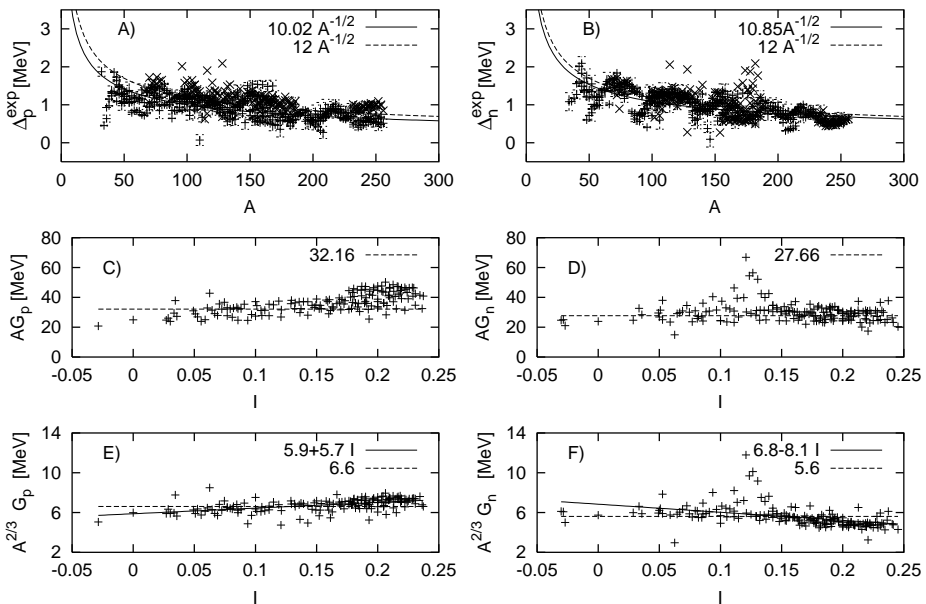 A)
10.02 A^-1/2
12 A^-1/2
Δ_p^exp [MeV]
3
2
1
0
0 50 100 150 200 250 300
A
B)
10.85A^-1/2
12 A^-1/2
Δ_n^exp [MeV]
3
2
1
0
0 50 100 150 200 250 300
A
C)
32.16
AG_p [MeV]
80
60
40
20
0
-0.05 0 0.05 0.1 0.15 0.2 0.25
I
D)
27.66
AG_n [MeV]
80
60
40
20
0
-0.05 0 0.05 0.1 0.15 0.2 0.25
I
E)
5.9+5.7 I
6.6
A^2/3 G_p [MeV]
14
10
6
2
-0.05 0 0.05 0.1 0.15 0.2 0.25
I
F)
6.8-8.1 I
5.6
A^2/3 G_n [MeV]
14
10
6
2
-0.05 0 0.05 0.1 0.15 0.2 0.25
I